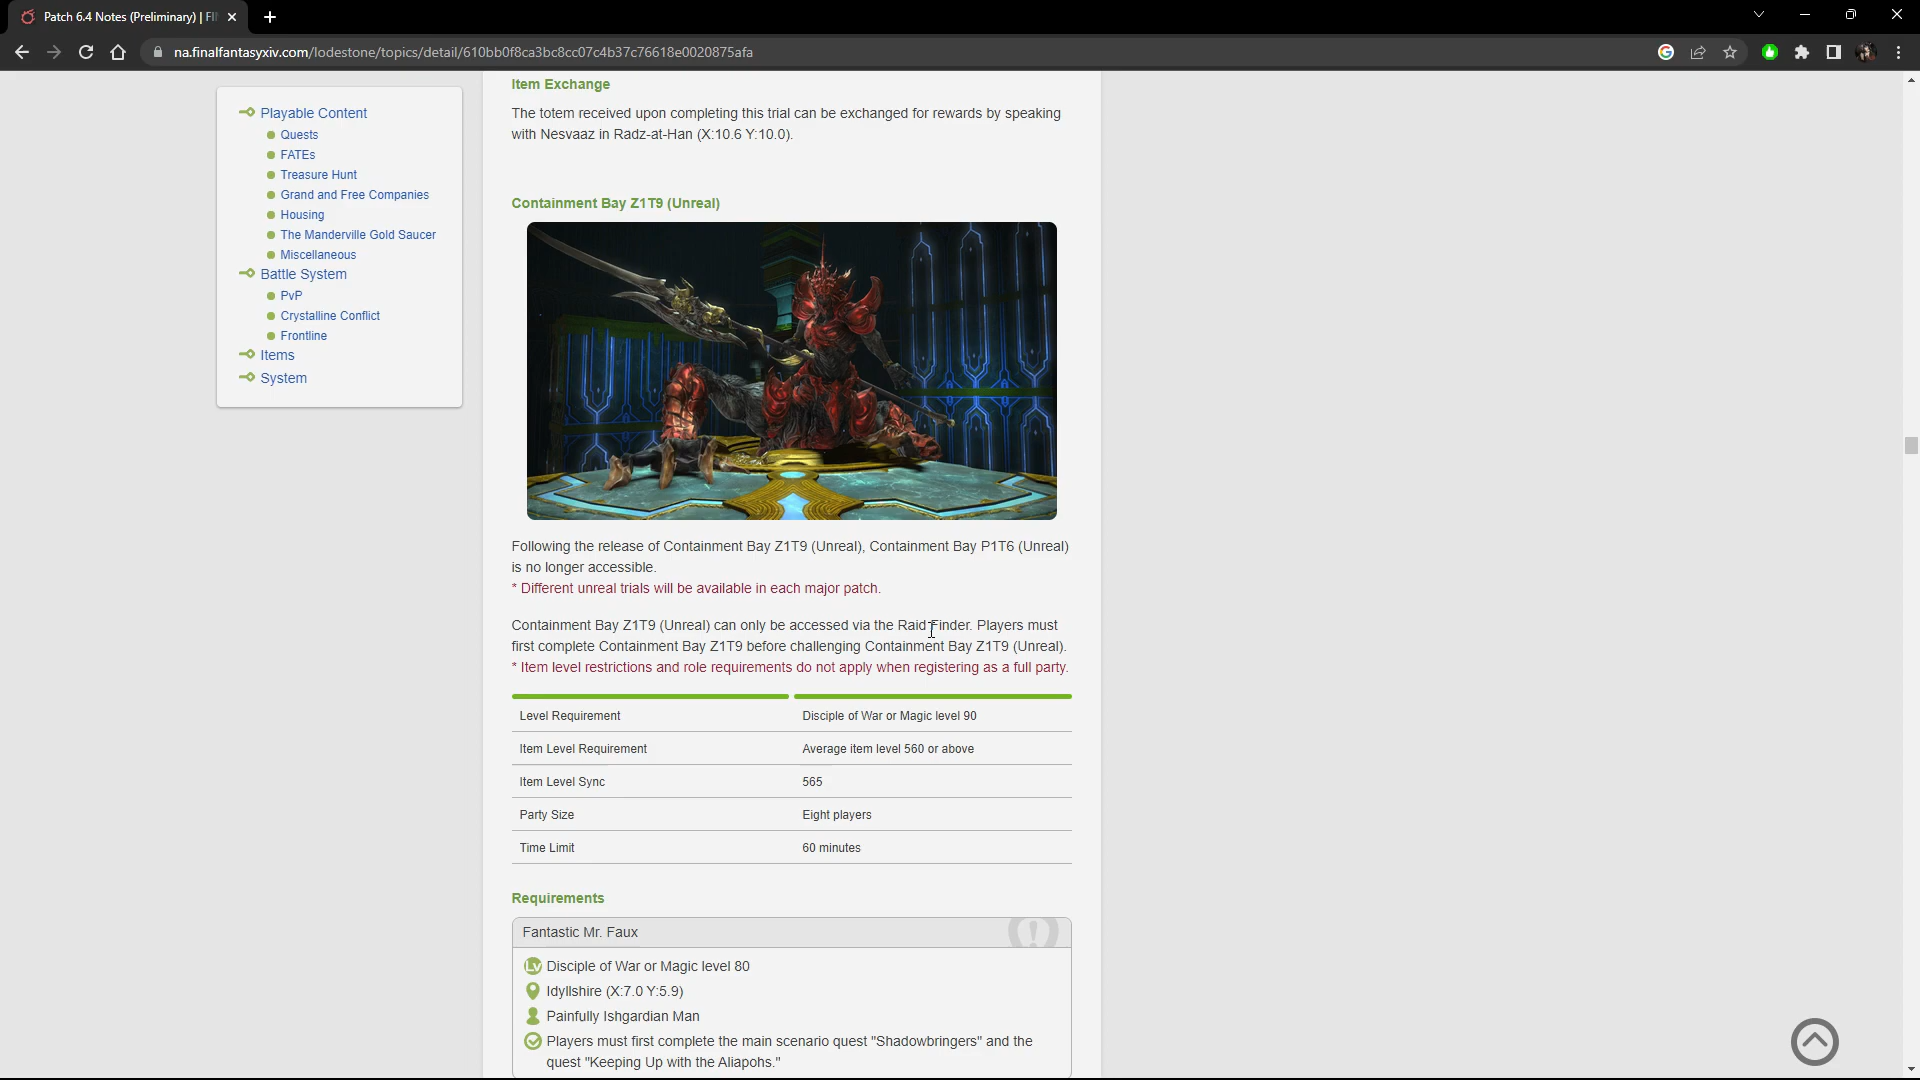 Patch 6.4 Notes (Preliminary) | FI
na.finalfantasyxiv.com/lodestone/topics/detail/610bb0f8ca3bc8cc07c4b37c76618e0020875afa
Playable Content
Quests
FATEs
Treasure Hunt
Grand and Free Companies
Housing
The Manderville Gold Saucer
Miscellaneous
Battle System
PvP
Crystalline Conflict
Frontline
Items
System
Item Exchange
The totem received upon completing this trial can be exchanged for rewards by speaking
with Nesvaaz in Radz-at-Han (X:10.6 Y:10.0).
Containment Bay Z1T9 (Unreal)
Following the release of Containment Bay Z1T9 (Unreal), Containment Bay P1T6 (Unreal)
is no longer accessible.
* Different unreal trials will be available in each major patch.
Containment Bay Z1T9 (Unreal) can only be accessed via the Raid Finder. Players must
first complete Containment Bay Z1T9 before challenging Containment Bay Z1T9 (Unreal).
* Item level restrictions and role requirements do not apply when registering as a full party.
Level Requirement Disciple of War or Magic level 90
Item Level Requirement Average item level 560 or above
Item Level Sync 565
Party Size Eight players
Time Limit 60 minutes
Requirements
Fantastic Mr. Faux
Lv Disciple of War or Magic level 80
Idyllshire (X:7.0 Y:5.9)
Painfully Ishgardian Man
Players must first complete the main scenario quest "Shadowbringers" and the
quest "Keeping Up with the Aliapohs."